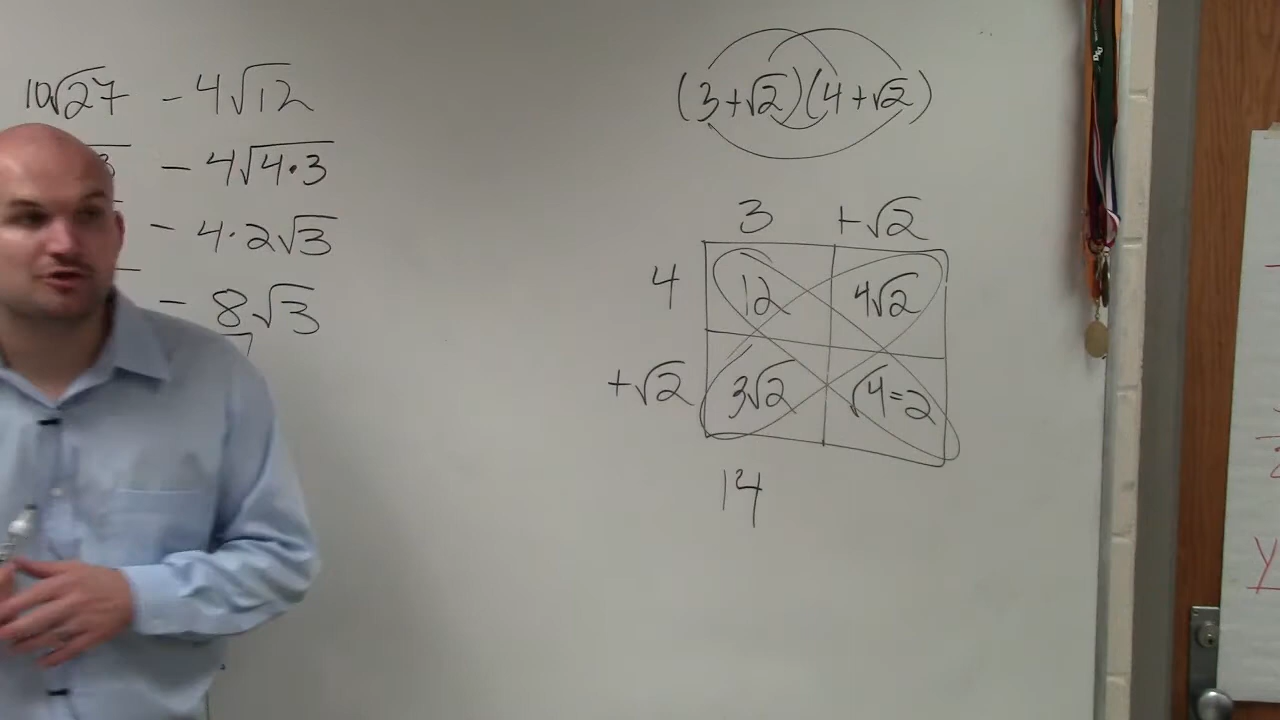 10√27 - 4√12
- 4√4·3
- 4·2√3
- 8√3
(3+√2)(4+√2)
3 +√2
4 12 4√2
+√2 3√2 √4=2
14